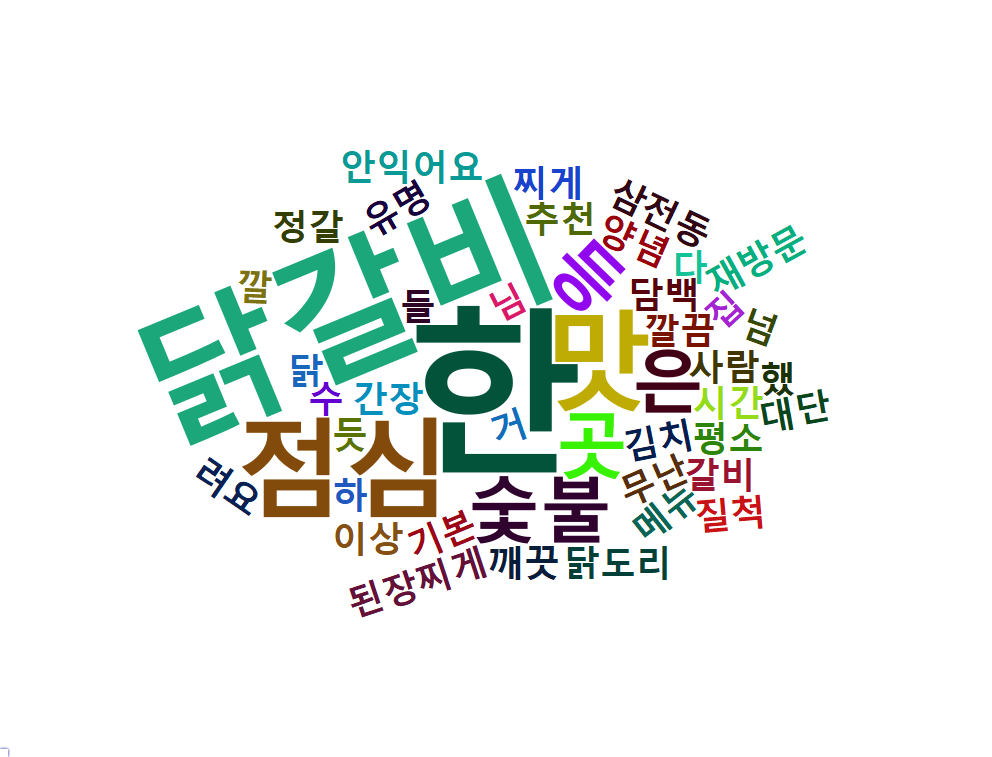 안익어요
찌게
유명
추천
삼전동
정갈
양념
재방문
닭갈비
듣
다
깔
들
님
담백
집
깔끔
넘
한
맛
은
사람
닭
수
간장
했
시간
대단
거
곳
점심
듯
김치
평소
려요
하
숯불
무난
갈비
메뉴
질척
이상
기본
깨끗
닭도리
된장찌게